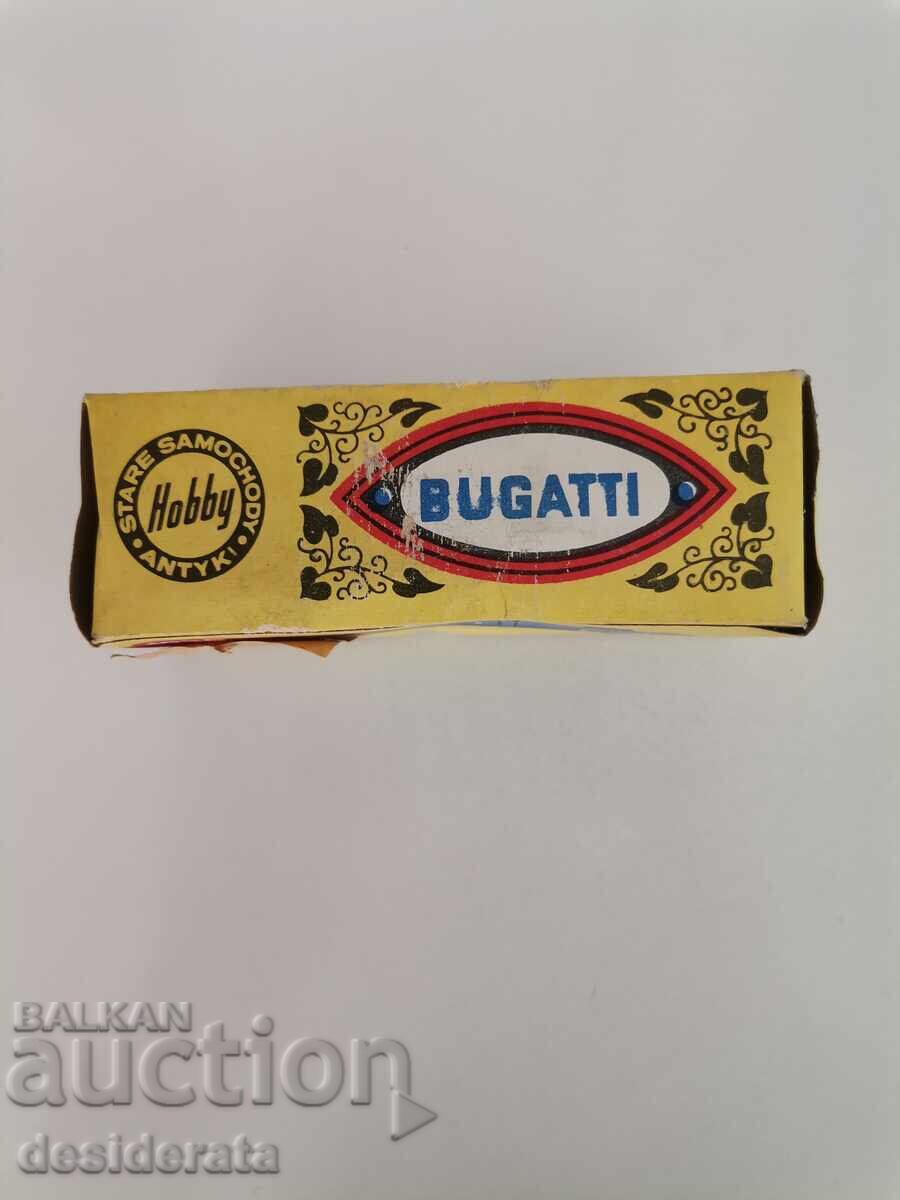 • STARE SAMOCHODY •
Hobby
ANTYKI
BUGATTI
BALKAN
auction
desiderata